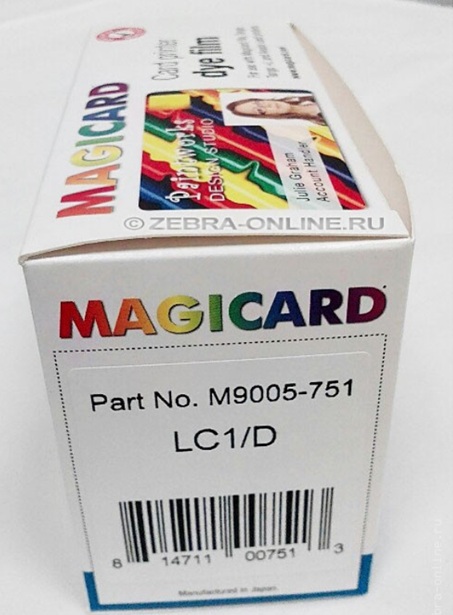 MAGICARD
Card printer
dye film
paintworks
DESIGN STUDIO
Julie Graham
Account Handler
© ZEBRA-ONLINE.RU
MAGICARD
Part No. M9005-751
LC1/D
8 14711 00751 3
Manufactured in Japan